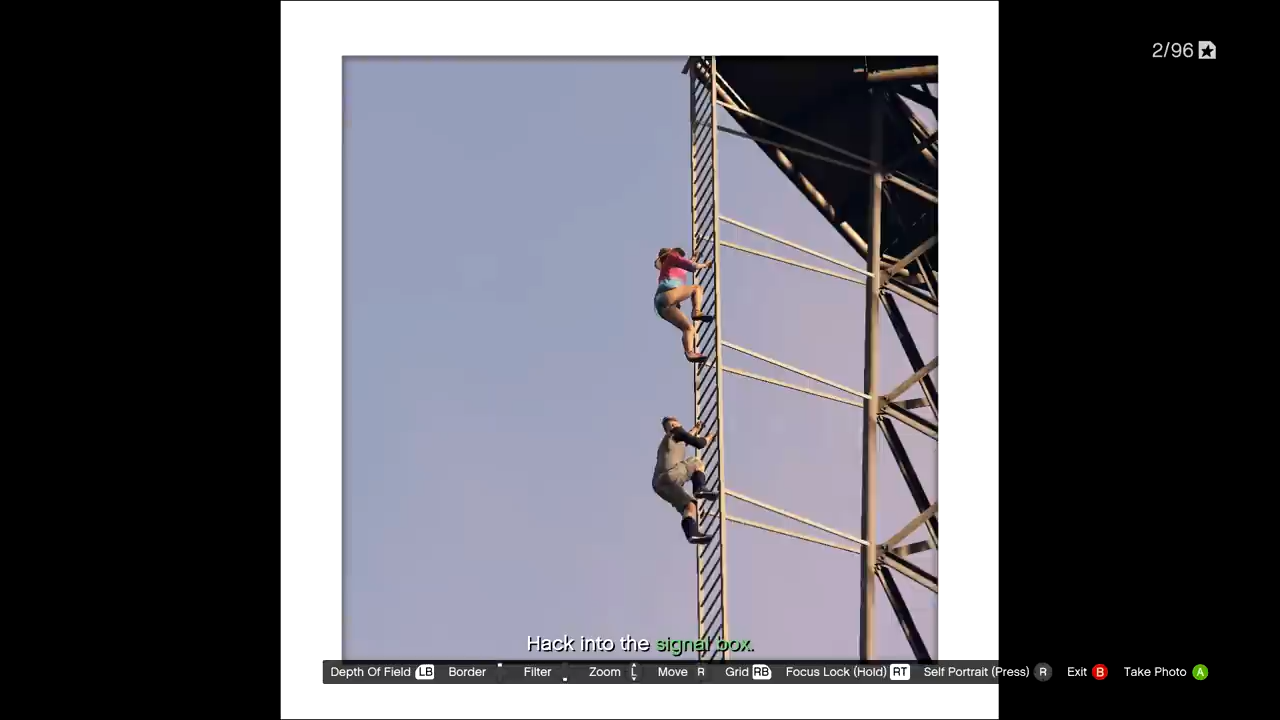 2/96
Hack into the signal box.
Depth Of Field LB Border Filter Zoom L Move R Grid RB Focus Lock (Hold) RT Self Portrait (Press) R Exit B Take Photo A